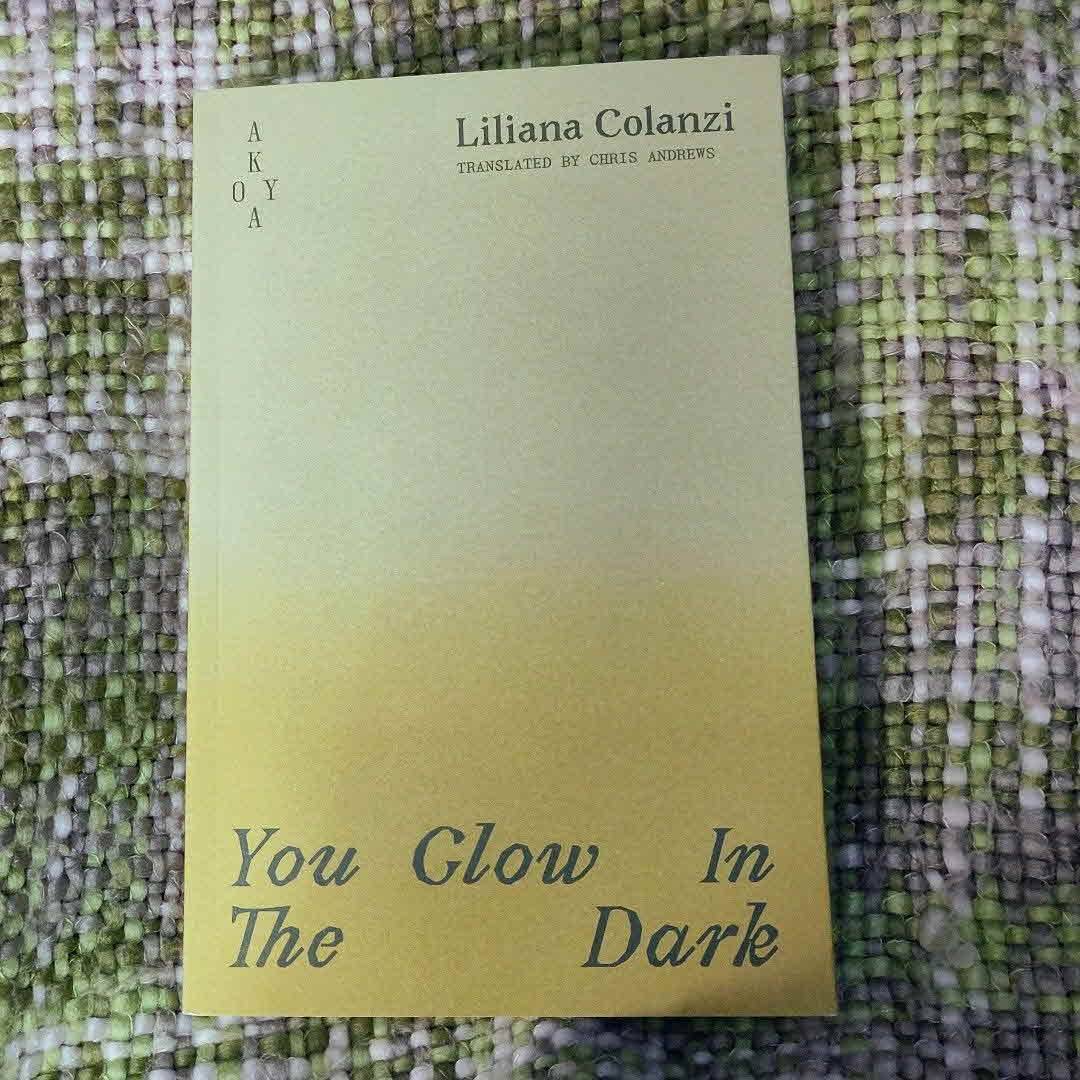 A
K
O Y
A
Liliana Colanzi
TRANSLATED BY CHRIS ANDREWS
You Glow In
The Dark